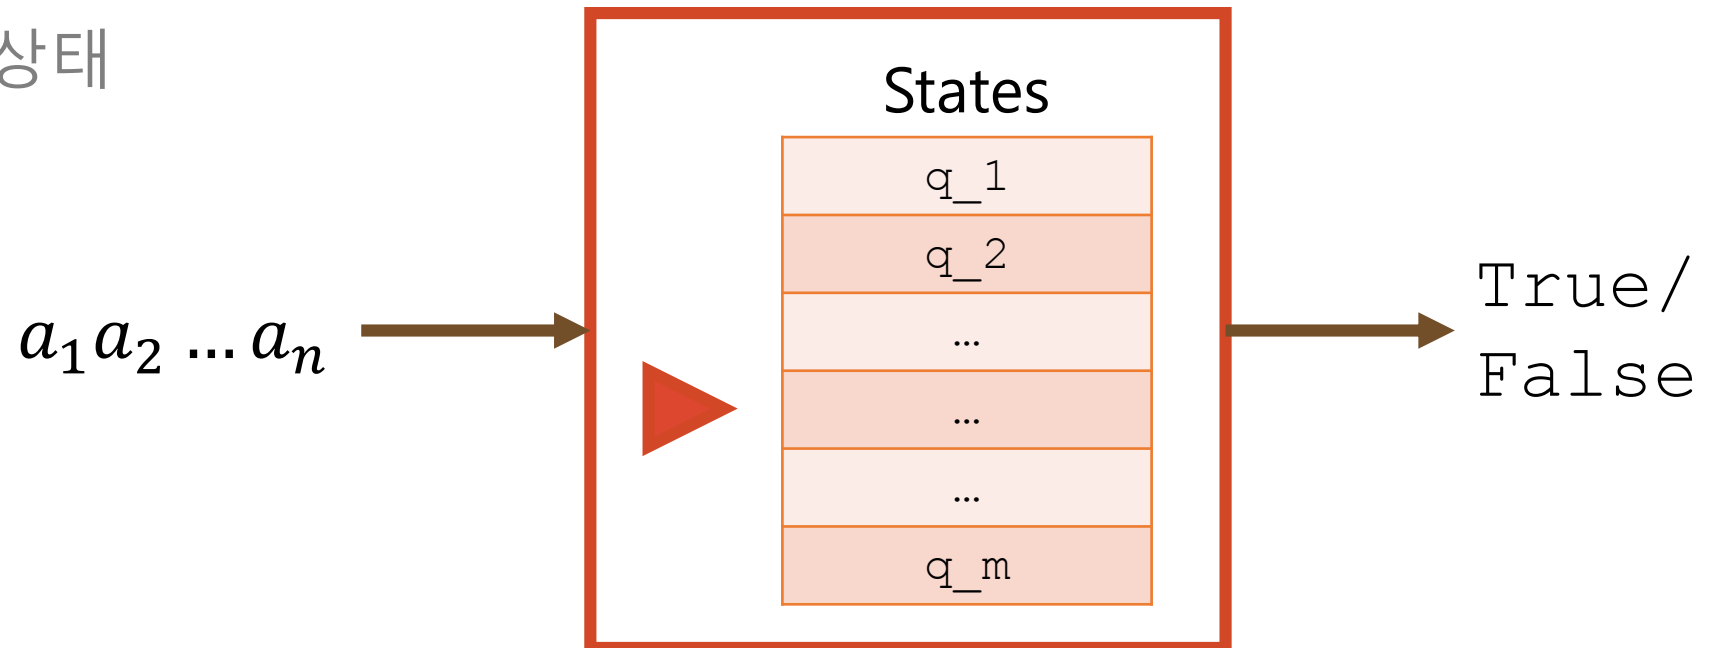 상태
States
q_1
q_2
…
…
…
q_m
a₁a₂ … aₙ
True/
False